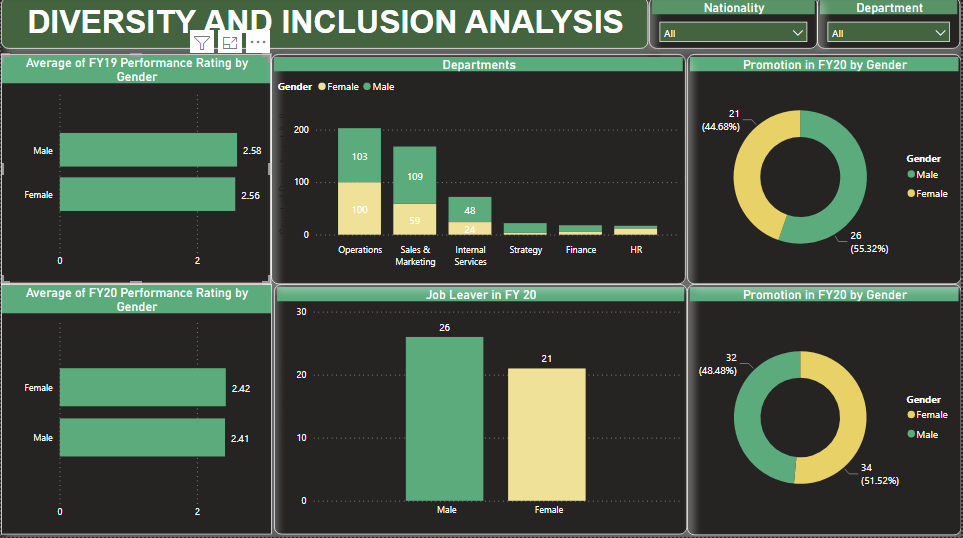 DIVERSITY AND INCLUSION ANALYSIS
Nationality
All
Department
All
Average of FY19 Performance Rating by
Gender
Male
2.58
Female
2.56
0
2
Departments
Gender
Female
Male
200
100
0
103
100
109
59
48
24
Operations
Sales &
Marketing
Internal
Services
Strategy
Finance
HR
Promotion in FY20 by Gender
21
(44.68%)
26
(55.32%)
Gender
Male
Female
Average of FY20 Performance Rating by
Gender
Female
2.42
Male
2.41
0
2
Job Leaver in FY 20
30
20
10
0
26
21
Male
Female
Promotion in FY20 by Gender
32
(48.48%)
34
(51.52%)
Gender
Female
Male